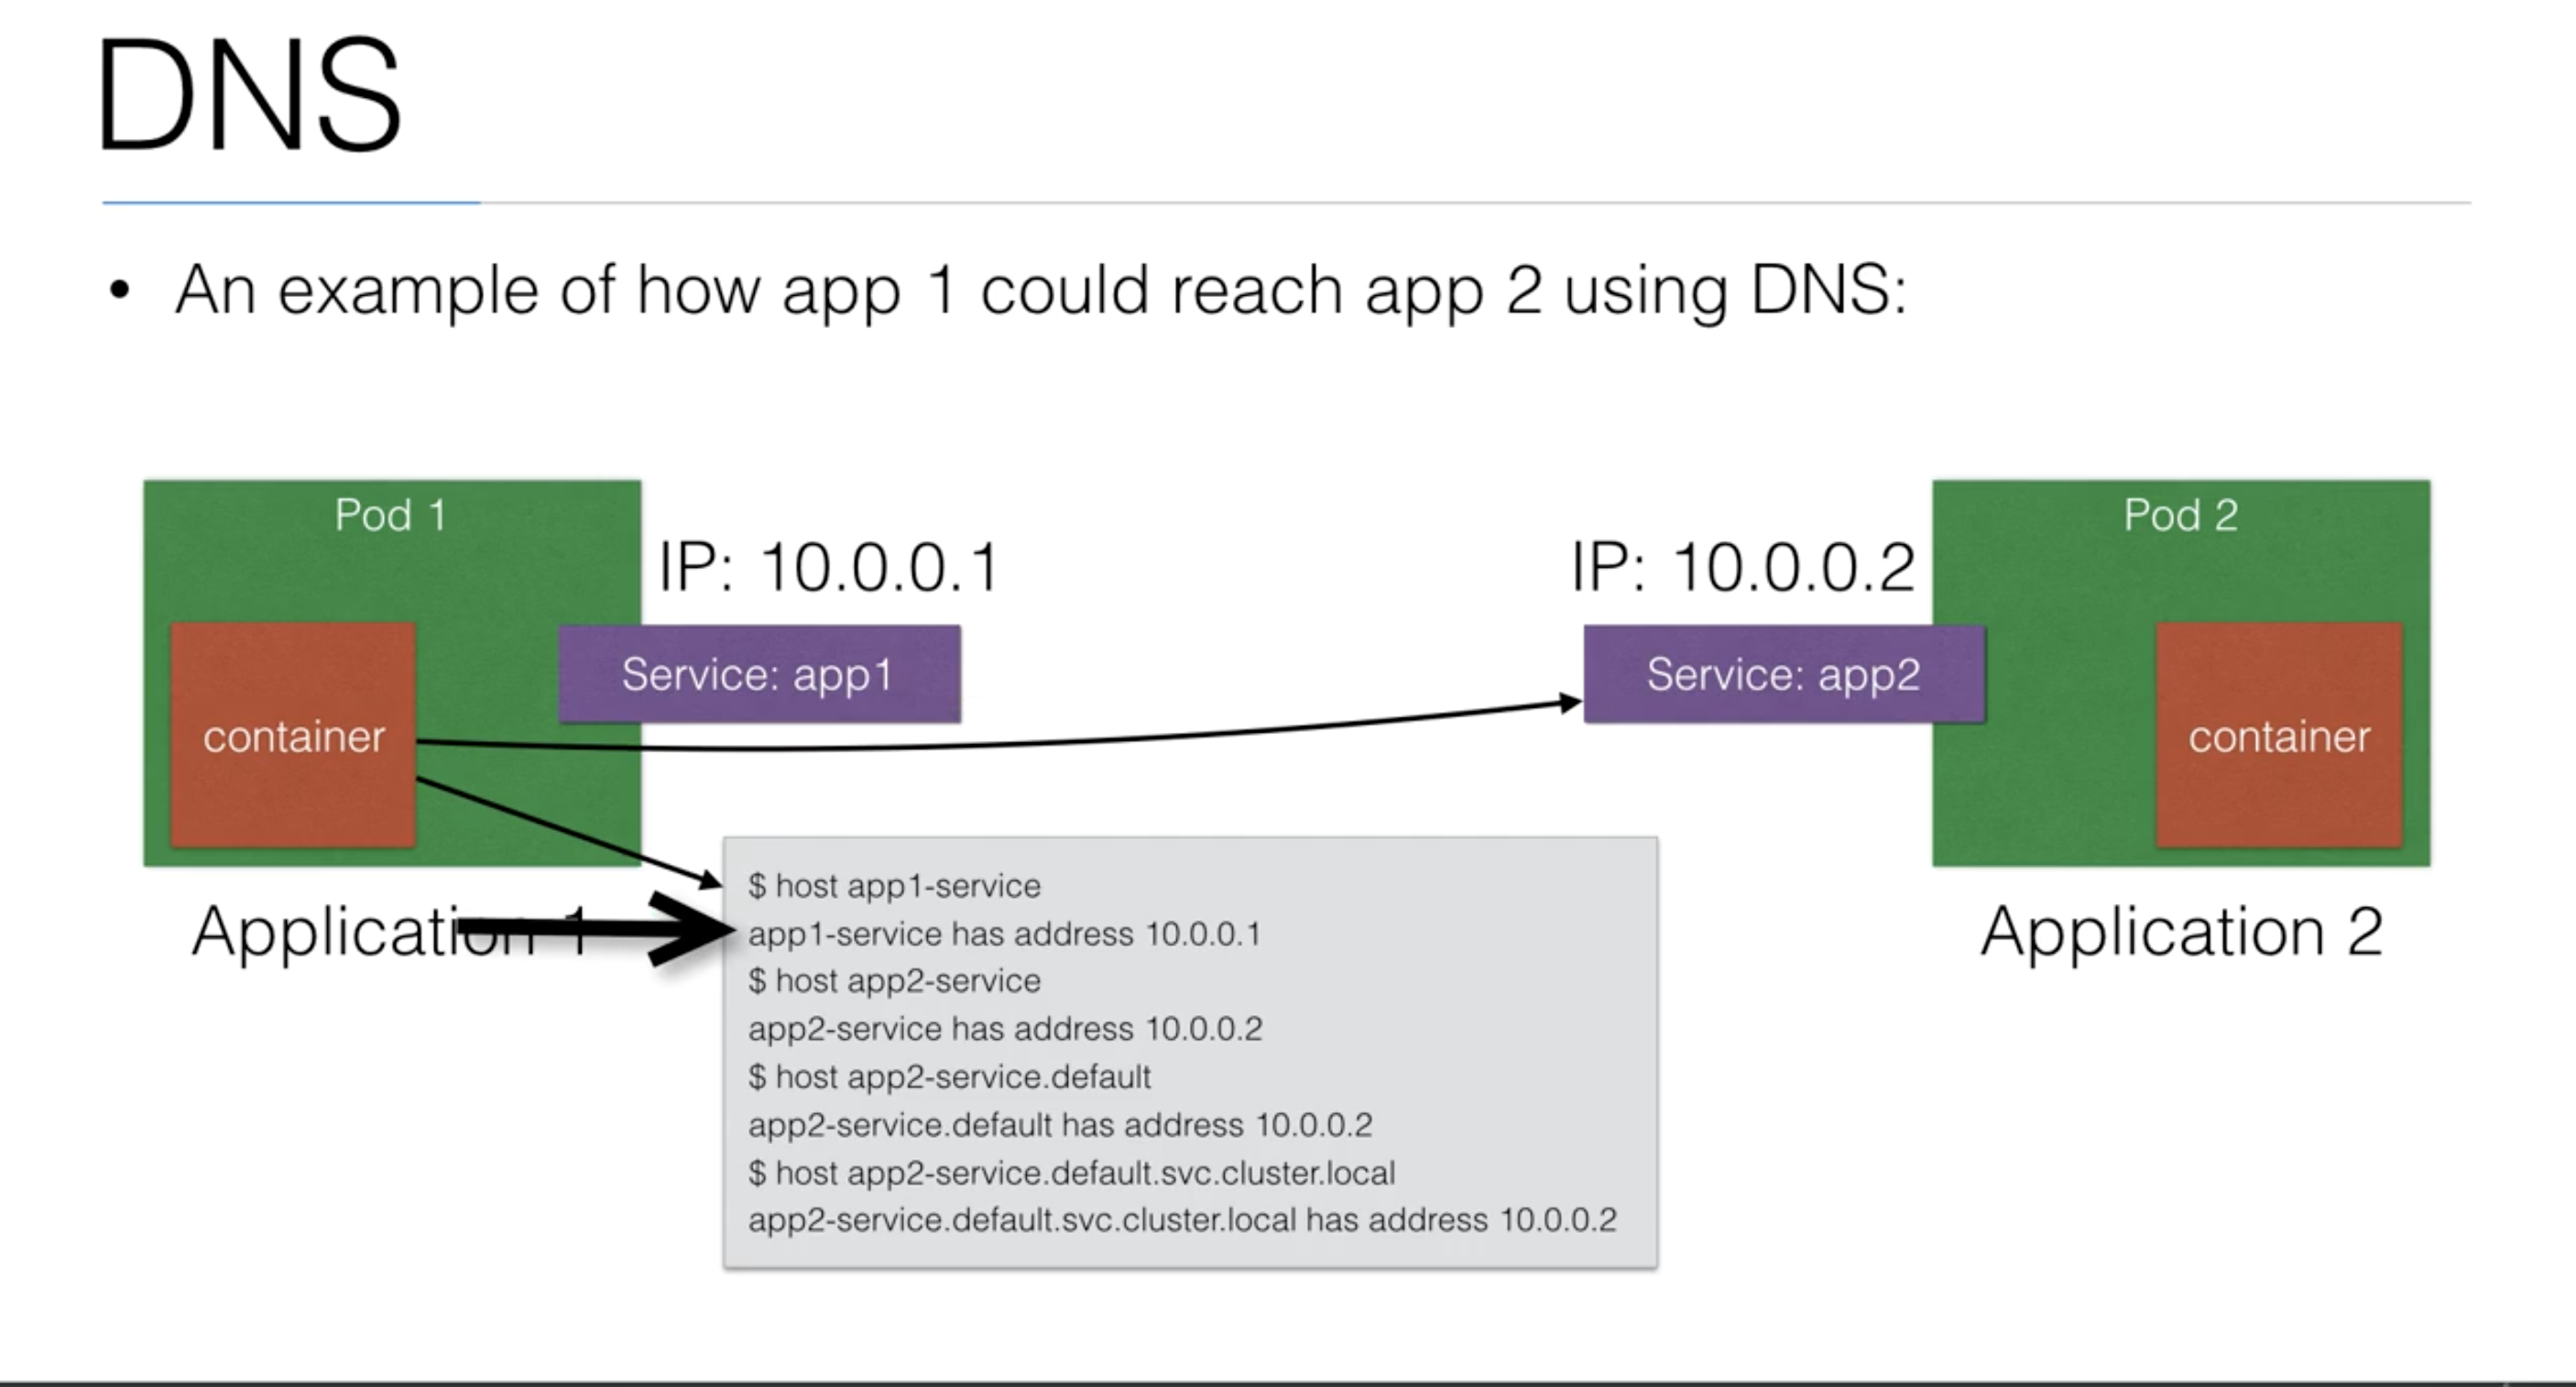 DNS
• An example of how app 1 could reach app 2 using DNS:
Pod 1
IP: 10.0.0.1
Service: app1
container
Application 1
IP: 10.0.0.2
Pod 2
Service: app2
container
Application 2
$ host app1-service
app1-service has address 10.0.0.1
$ host app2-service
app2-service has address 10.0.0.2
$ host app2-service.default
app2-service.default has address 10.0.0.2
$ host app2-service.default.svc.cluster.local
app2-service.default.svc.cluster.local has address 10.0.0.2